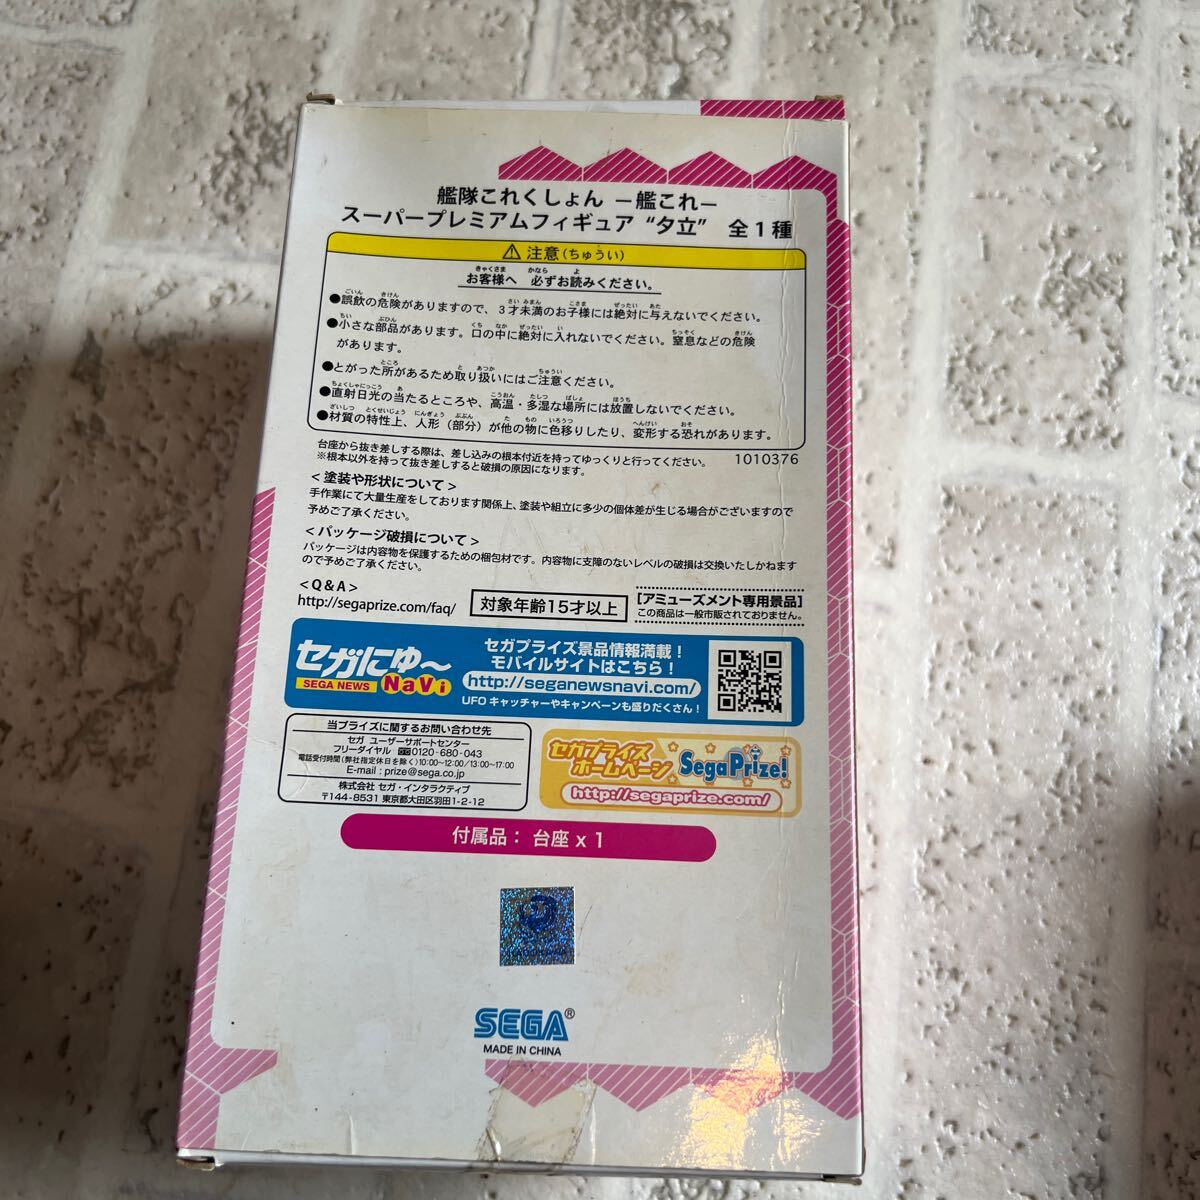 艦隊これくしょん －艦これ－
スーパープレミアムフィギュア “夕立” 全1種
注意（ちゅうい）
お客様へ 必ずお読みください。
●誤飲の危険がありますので、3才未満のお子様には絶対に与えないでください。
●小さな部品があります。口の中に絶対に入れないでください。窒息などの危険
があります。
●とがった所があるため取り扱いにはご注意ください。
●直射日光の当たるところや、高温・多湿な場所には放置しないでください。
●材質の特性上、人形（部分）が他の物に色移りしたり、変形する恐れがあります。
台座から抜き差しする際は、差し込みの根本付近を持ってゆっくりと行ってください。 1010376
※根本以外を持って抜き差しすると破損の原因になります。
＜塗装や形状について＞
手作業にて大量生産をしております関係上、塗装や組立に多少の個体差が生じる場合がございますので
予めご了承ください。
＜パッケージ破損について＞
パッケージは内容物を保護するための梱包材です。内容物に支障のないレベルの破損は交換いたしかねます
ので予めご了承ください。
＜Q＆A＞
http://segaprize.com/faq/
対象年齢15才以上
［アミューズメント専用景品］
この商品は一般市販されておりません。
セガにゅ～
SEGA NEWS NaVi
セガプライズ景品情報満載！
モバイルサイトはこちら！
http://seganewsnavi.com/
UFOキャッチャーやキャンペーンも盛りだくさん！
当プライズに関するお問い合わせ先
セガ ユーザーサポートセンター
フリーダイヤル 0120-680-043
電話受付時間（弊社指定休日を除く）10:00～12:00/13:00～17:00
E-mail : prize@sega.co.jp
株式会社 セガ・インタラクティブ
〒144-8531 東京都大田区羽田1-2-12
セガプライズ
ホームページ
SegaPrize!
http://segaprize.com/
付属品： 台座 x 1
SEGA®
MADE IN CHINA